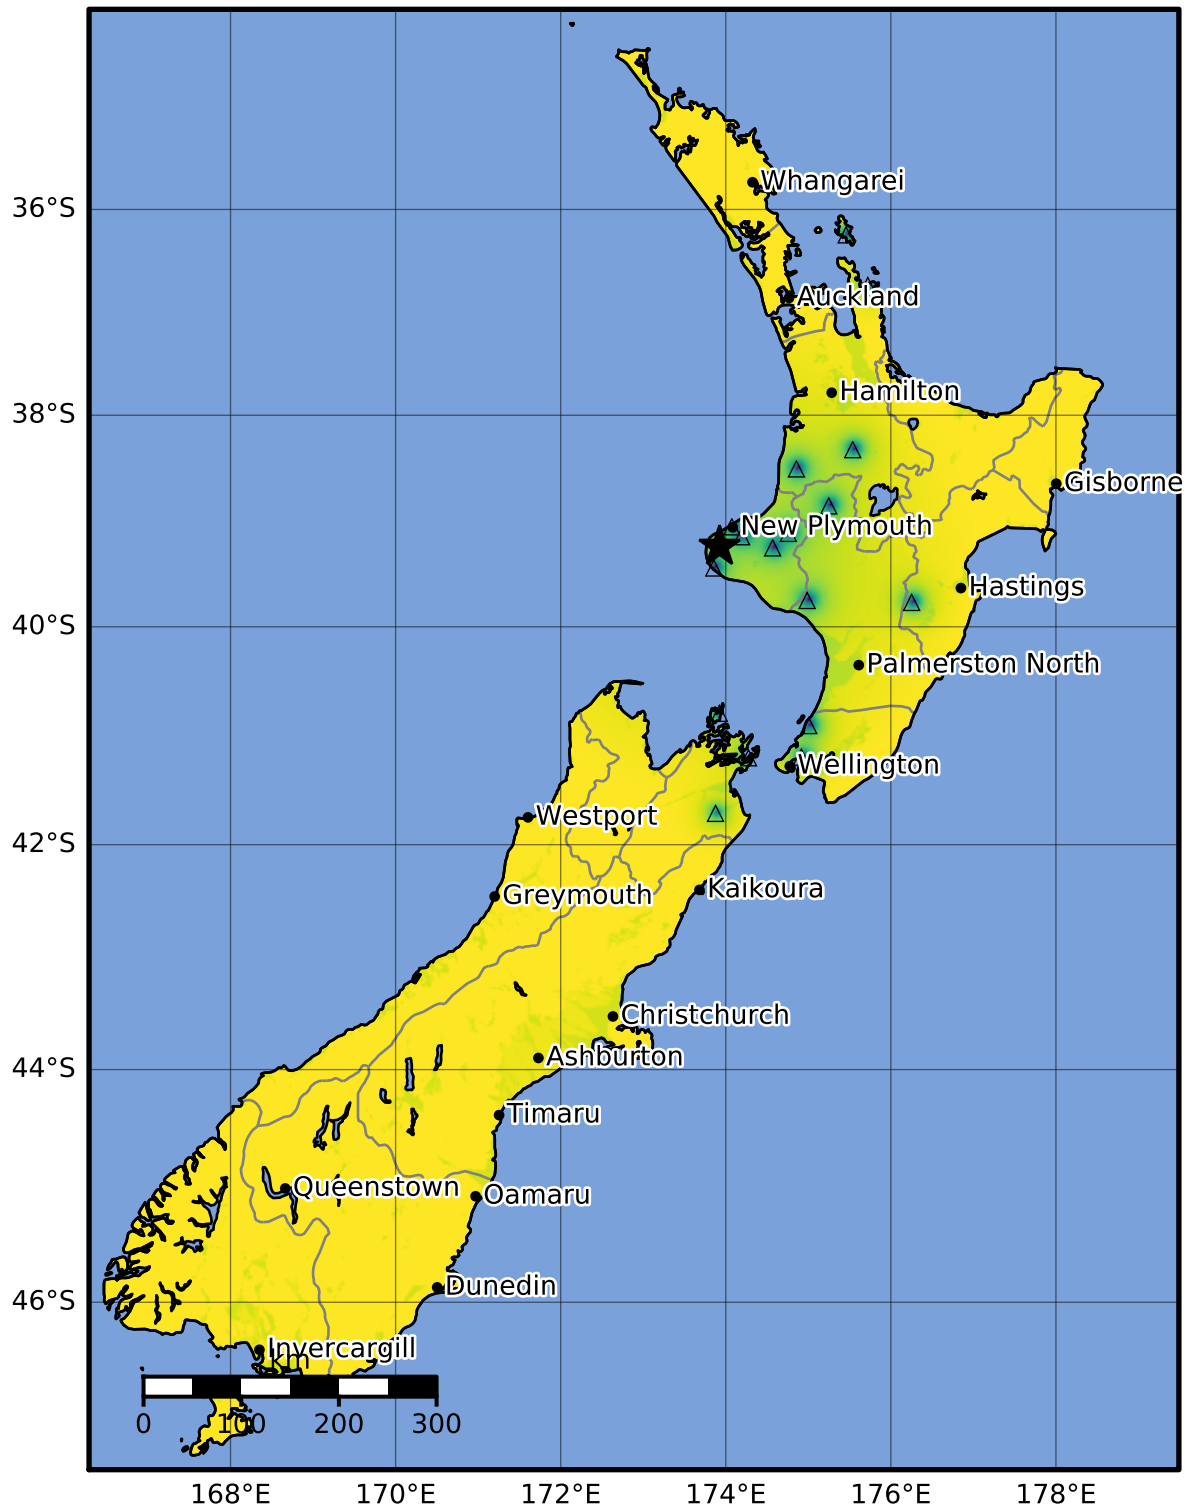 Whangarei
36°S
Auckland
Hamilton
38°S
Gisborne
New Plymouth
Hastings
40°S
Palmerston North
Wellington
Westport
42°S
Kaikoura
Greymouth
Christchurch
Ashburton
44°S
Timaru
Queenstown
Oamaru
Dunedin
46°S
Invercargill
km
0 100 200 300
168°E 170°E 172°E 174°E 176°E 178°E